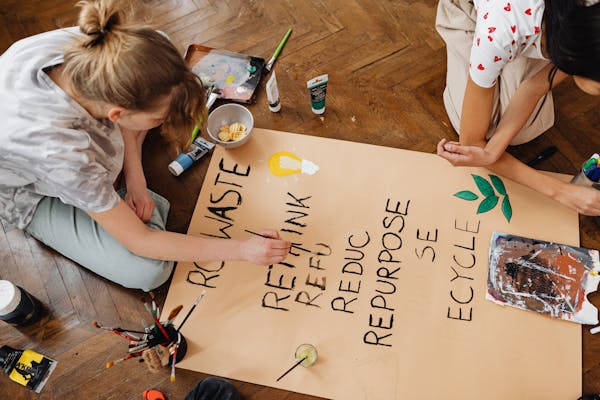 RO WASTE
RETHINK
REFU
REDUC
REPURPOSE
SE
ECYCLE